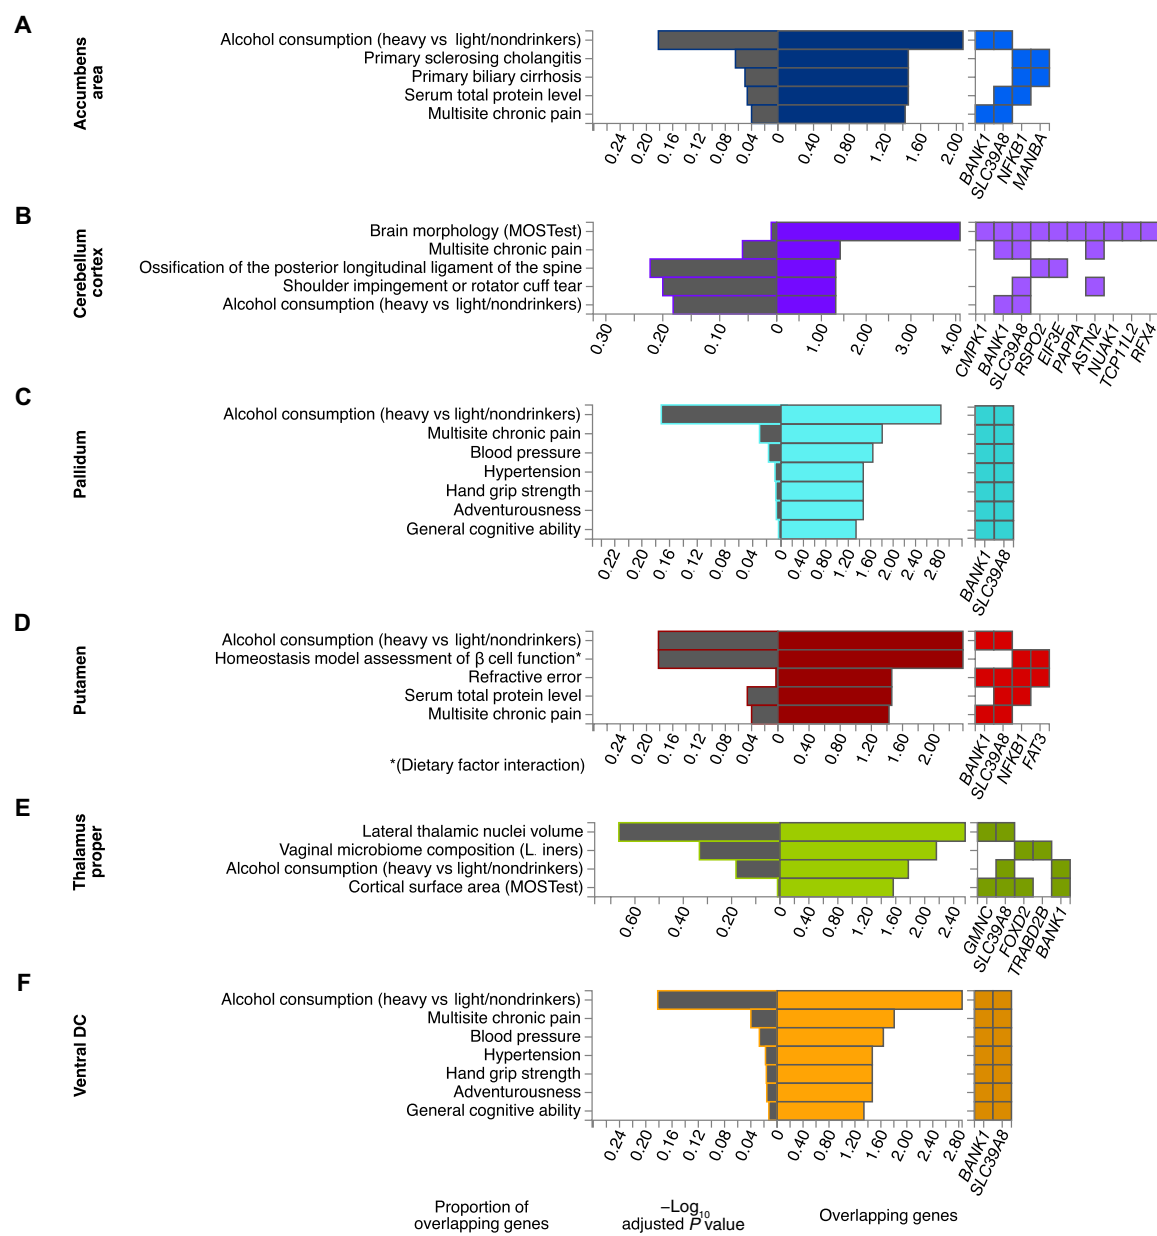 A
Accumbens
area
Alcohol consumption (heavy vs light/nondrinkers)
Primary sclerosing cholangitis
Primary biliary cirrhosis
Serum total protein level
Multisite chronic pain
0.24 0.20 0.16 0.12 0.08 0.04 0 0.40 0.80 1.20 1.60 2.00
BANK1 SLC39A8 NFKB1 MANBA
B
Cerebellum
cortex
Brain morphology (MOSTest)
Multisite chronic pain
Ossification of the posterior longitudinal ligament of the spine
Shoulder impingement or rotator cuff tear
Alcohol consumption (heavy vs light/nondrinkers)
0.30 0.20 0.10 0 1.00 2.00 3.00 4.00
CMPK1 BANK1 SLC39A8 RSPO2 EIF3E PAPPA ASTN2 NUAK1 TCP11L2 RFX4
C
Pallidum
Alcohol consumption (heavy vs light/nondrinkers)
Multisite chronic pain
Blood pressure
Hypertension
Hand grip strength
Adventurousness
General cognitive ability
0.22 0.20 0.16 0.12 0.08 0.04 0 0.40 0.80 1.20 1.60 2.00 2.40 2.80
BANK1 SLC39A8
D
Putamen
Alcohol consumption (heavy vs light/nondrinkers)
Homeostasis model assessment of β cell function*
Refractive error
Serum total protein level
Multisite chronic pain
0.24 0.20 0.16 0.12 0.08 0.04 0 0.40 0.80 1.20 1.60 2.00
BANK1 SLC39A8 NFKB1 FAT3
*(Dietary factor interaction)
E
Thalamus
proper
Lateral thalamic nuclei volume
Vaginal microbiome composition (L. iners)
Alcohol consumption (heavy vs light/nondrinkers)
Cortical surface area (MOSTest)
0.60 0.40 0.20 0 0.40 0.80 1.20 1.60 2.00 2.40
GMNC SLC39A8 FOXD2 TRABD2B BANK1
F
Ventral DC
Alcohol consumption (heavy vs light/nondrinkers)
Multisite chronic pain
Blood pressure
Hypertension
Hand grip strength
Adventurousness
General cognitive ability
0.24 0.20 0.16 0.12 0.08 0.04 0 0.40 0.80 1.20 1.60 2.00 2.40 2.80
BANK1 SLC39A8
Proportion of
overlapping genes
−Log10
adjusted P value
Overlapping genes